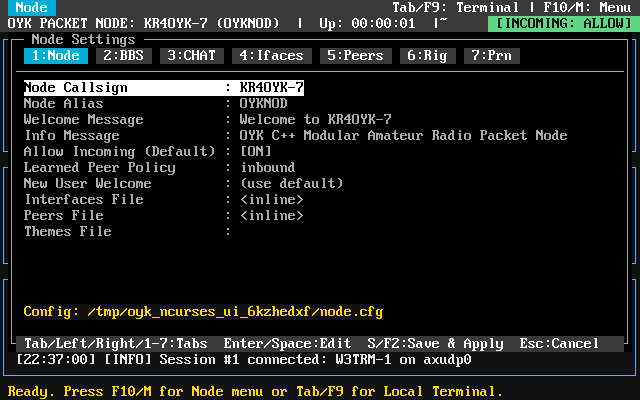 Node Tab/F9: Terminal | F10/M: Menu
OYK PACKET NODE: KR4OYK-7 (OYKNOD) | Up: 00:00:01 |~ [INCOMING: ALLOW]
Node Settings
1:Node 2:BBS 3:CHAT 4:Ifaces 5:Peers 6:Rig 7:Prn
Node Callsign : KR4OYK-7
Node Alias : OYKNOD
Welcome Message : Welcome to KR4OYK-7
Info Message : OYK C++ Modular Amateur Radio Packet Node
Allow Incoming (Default) : [ON]
Learned Peer Policy : inbound
New User Welcome : (use default)
Interfaces File : <inline>
Peers File : <inline>
Themes File :
Config: /tmp/oyk_ncurses_ui_6kzhedxf/node.cfg
Tab/Left/Right/1-7:Tabs Enter/Space:Edit S/F2:Save & Apply Esc:Cancel
[22:37:00] [INFO] Session #1 connected: W3TRM-1 on axudp0
Ready. Press F10/M for Node menu or Tab/F9 for Local Terminal.